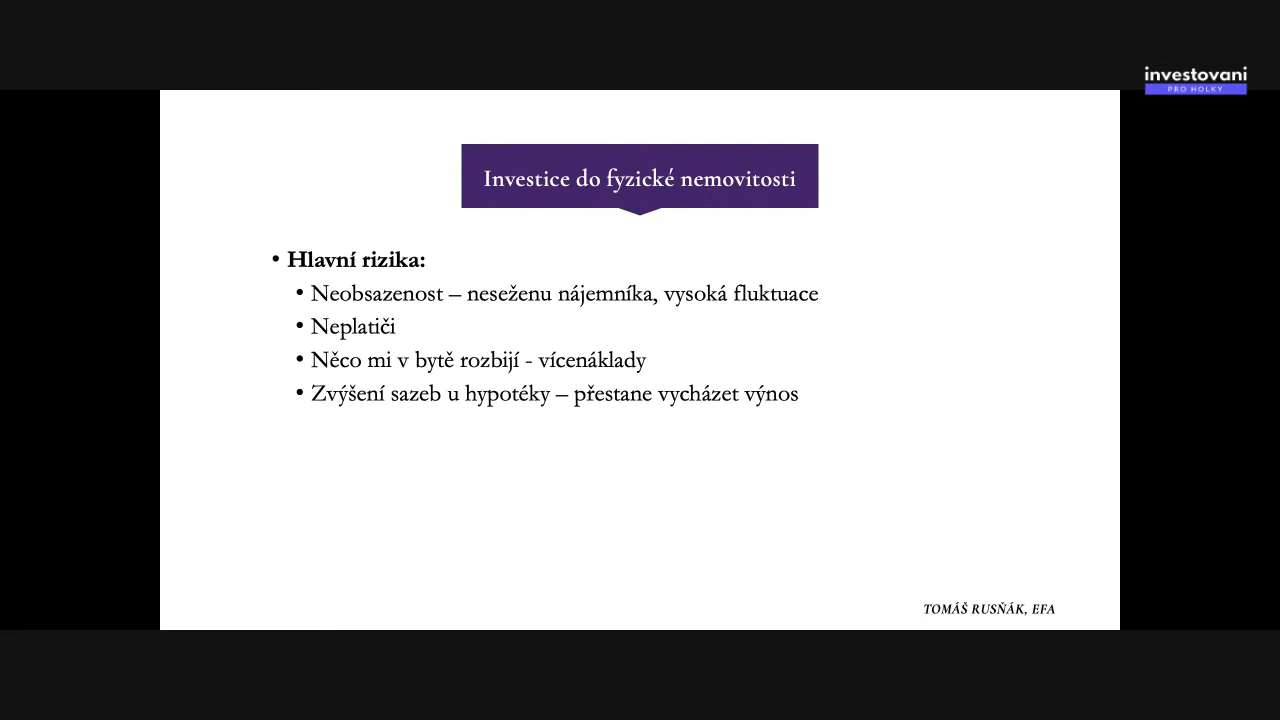 investovani
PRO HOLKY
Investice do fyzické nemovitosti
• Hlavní rizika:
• Neobsazenost – neseženu nájemníka, vysoká fluktuace
• Neplatiči
• Něco mi v bytě rozbijí - vícenáklady
• Zvýšení sazeb u hypotéky – přestane vycházet výnos
TOMÁŠ RUSŇÁK, EFA